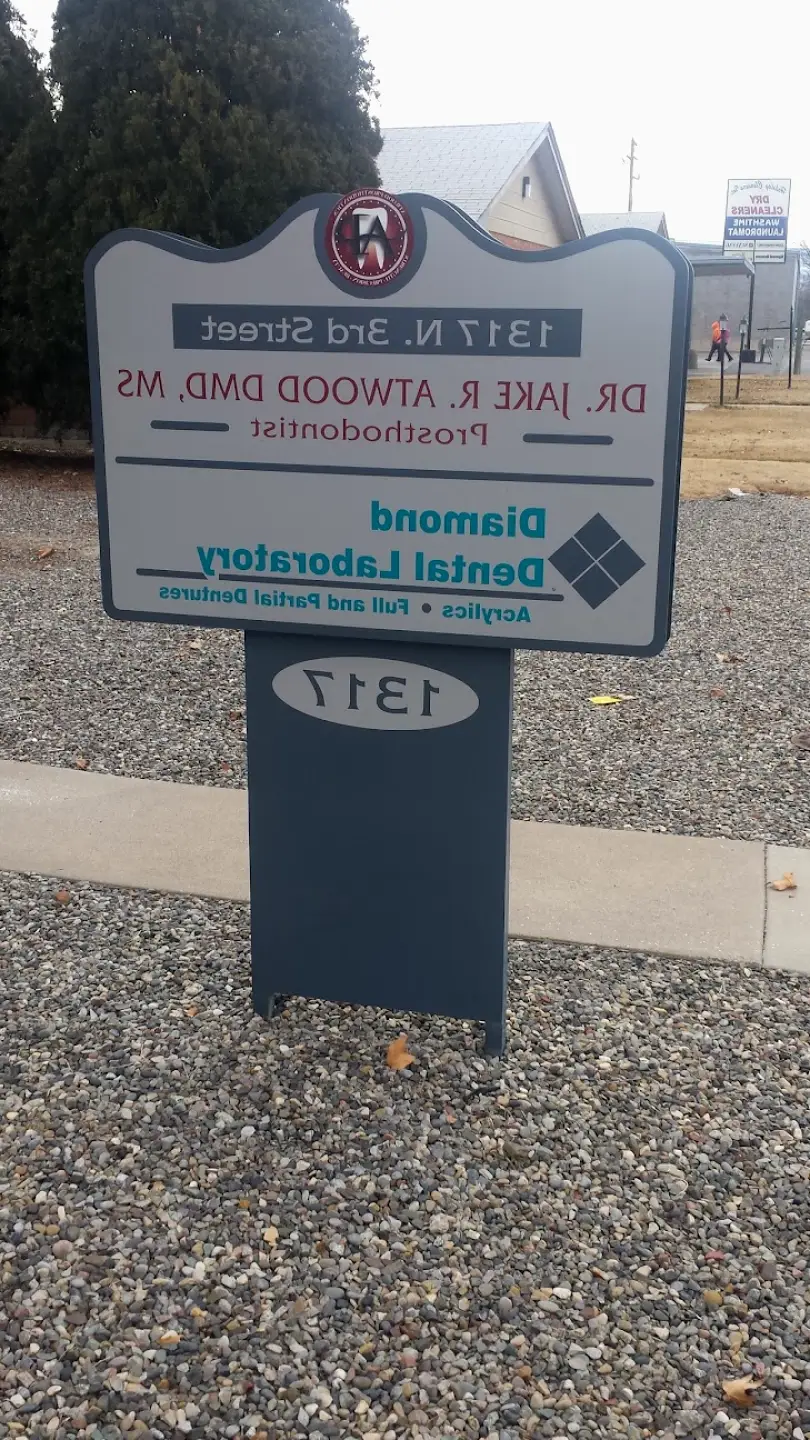 1317 N. 3rd Street
DR. JAKE R. ATWOOD DMD, MS
Prosthodontist
Diamond
Dental Laboratory
Acrylics • Full and Partial Dentures
1317
DRY
CLEANERS
WASHTIME
LAUNDROMAT